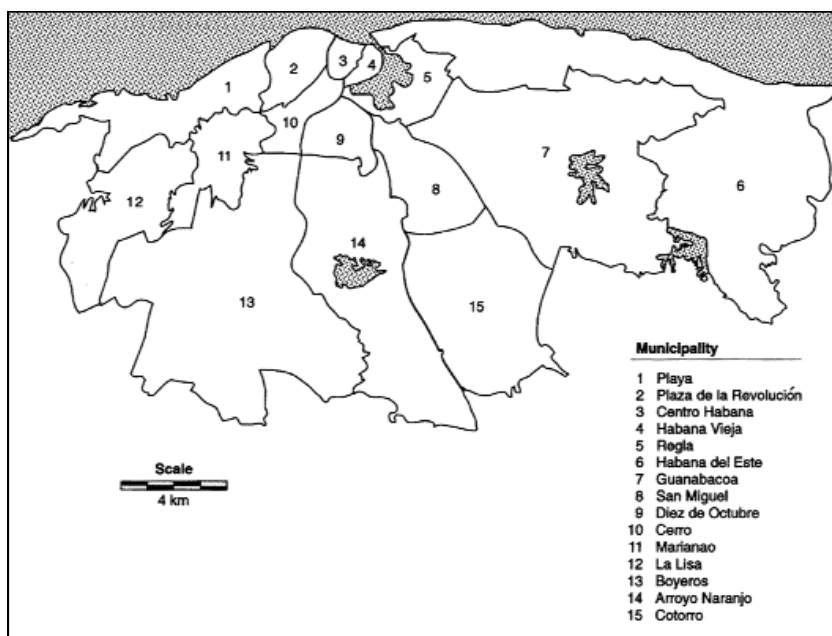 3
2
4
5
1
10
9
11
7
8
6
12
14
13
15
Municipality
1 Playa
2 Plaza de la Revolución
3 Centro Habana
4 Habana Vieja
5 Regla
6 Habana del Este
7 Guanabacoa
8 San Miguel
9 Diez de Octubre
10 Cerro
11 Marianao
12 La Lisa
13 Boyeros
14 Arroyo Naranjo
15 Cotorro
Scale
4 km